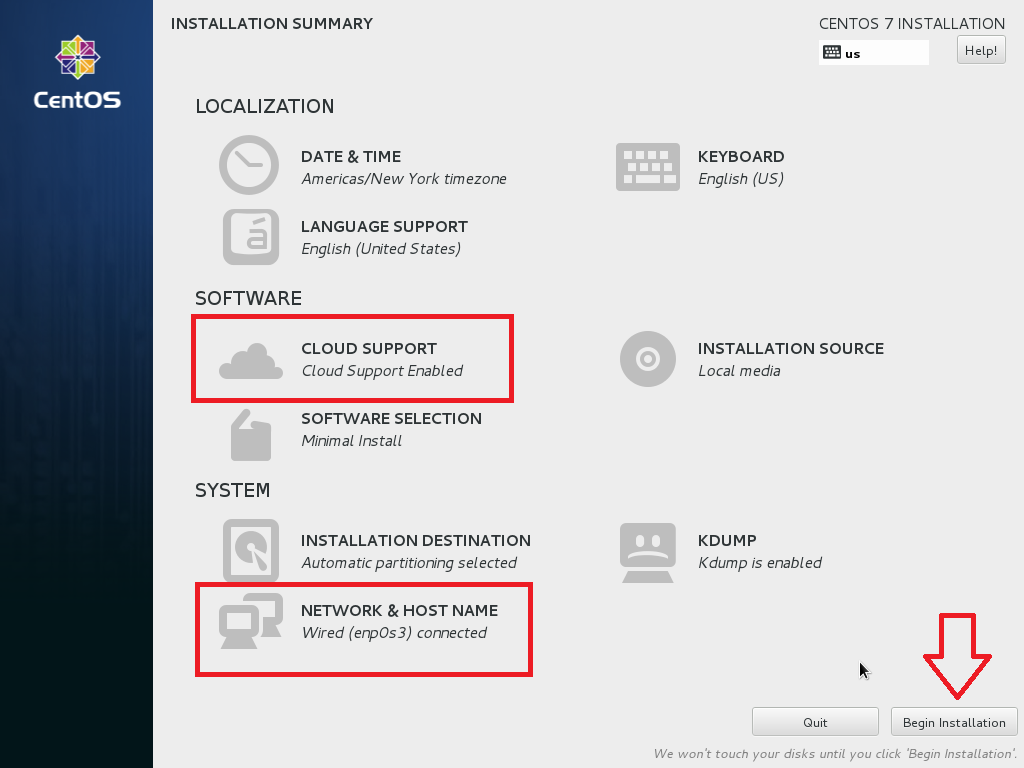 INSTALLATION SUMMARY
CENTOS 7 INSTALLATION
us
Help!
CentOS
LOCALIZATION
DATE & TIME
Americas/New York timezone
KEYBOARD
English (US)
LANGUAGE SUPPORT
English (United States)
SOFTWARE
CLOUD SUPPORT
Cloud Support Enabled
INSTALLATION SOURCE
Local media
SOFTWARE SELECTION
Minimal Install
SYSTEM
INSTALLATION DESTINATION
Automatic partitioning selected
KDUMP
Kdump is enabled
NETWORK & HOST NAME
Wired (enp0s3) connected
Quit
Begin Installation
We won't touch your disks until you click 'Begin Installation'.